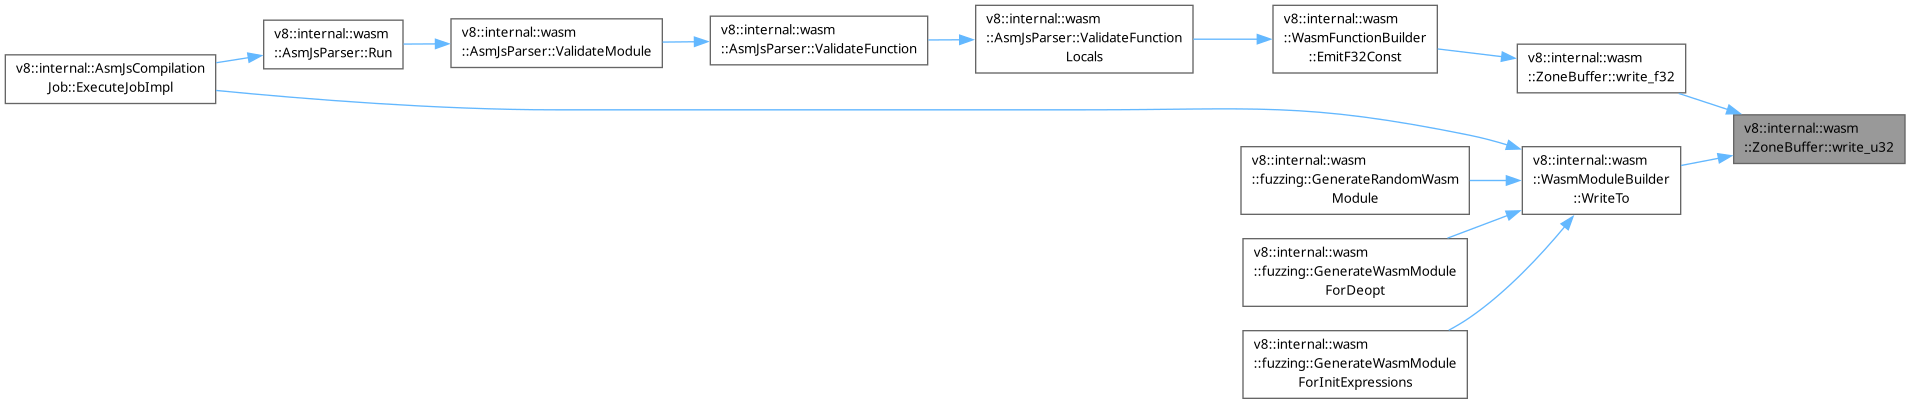 v8::internal::AsmJsCompilation
Job::ExecuteJobImpl
v8::internal::wasm
::AsmJsParser::Run
v8::internal::wasm
::AsmJsParser::ValidateModule
v8::internal::wasm
::AsmJsParser::ValidateFunction
v8::internal::wasm
::AsmJsParser::ValidateFunction
Locals
v8::internal::wasm
::WasmFunctionBuilder
::EmitF32Const
v8::internal::wasm
::ZoneBuffer::write_f32
v8::internal::wasm
::ZoneBuffer::write_u32
v8::internal::wasm
::WasmModuleBuilder
::WriteTo
v8::internal::wasm
::fuzzing::GenerateRandomWasm
Module
v8::internal::wasm
::fuzzing::GenerateWasmModule
ForDeopt
v8::internal::wasm
::fuzzing::GenerateWasmModule
ForInitExpressions